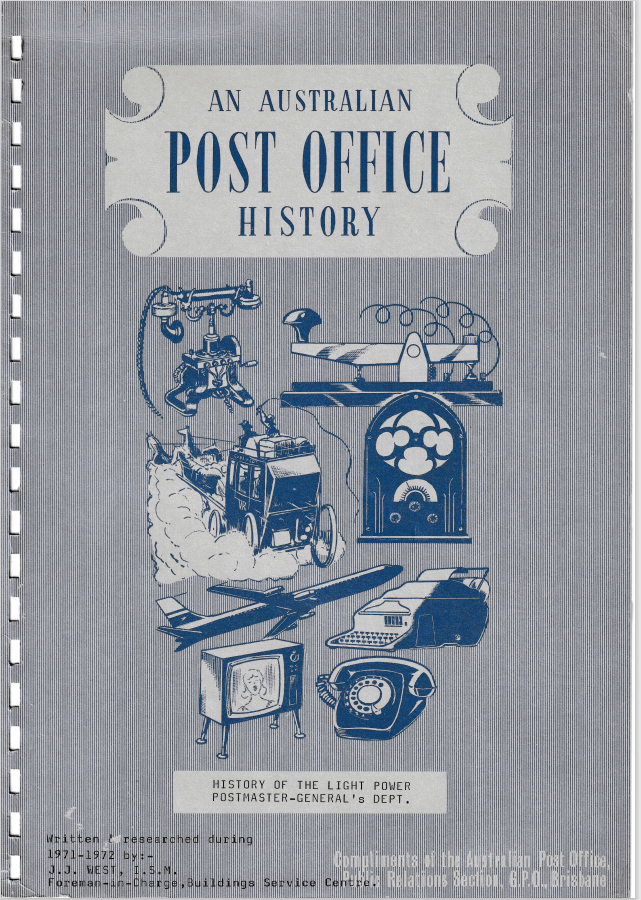 AN AUSTRALIAN
POST OFFICE
HISTORY
HISTORY OF THE LIGHT POWER
POSTMASTER-GENERAL's DEPT.
Written & researched during
1971-1972 by:-
J.J. WEST, I.S.M.
Foreman-in-Charge,Buildings Service Centre.
Compliments of the Australian Post Office,
Public Relations Section, G.P.O., Brisbane